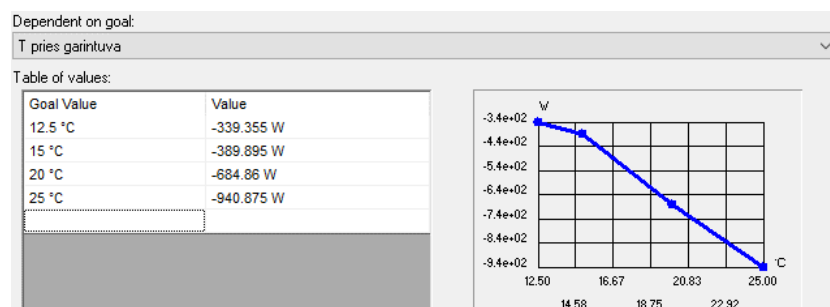 Dependent on goal:
T pries garintuva
Table of values:
Goal Value Value
12.5 °C -339.355 W
15 °C -389.895 W
20 °C -684.86 W
25 °C -940.875 W
W
-3.4e+02
-4.4e+02
-5.4e+02
-6.4e+02
-7.4e+02
-8.4e+02
-9.4e+02
°C
12.50 16.67 20.83 25.00
14.58 18.75 22.92